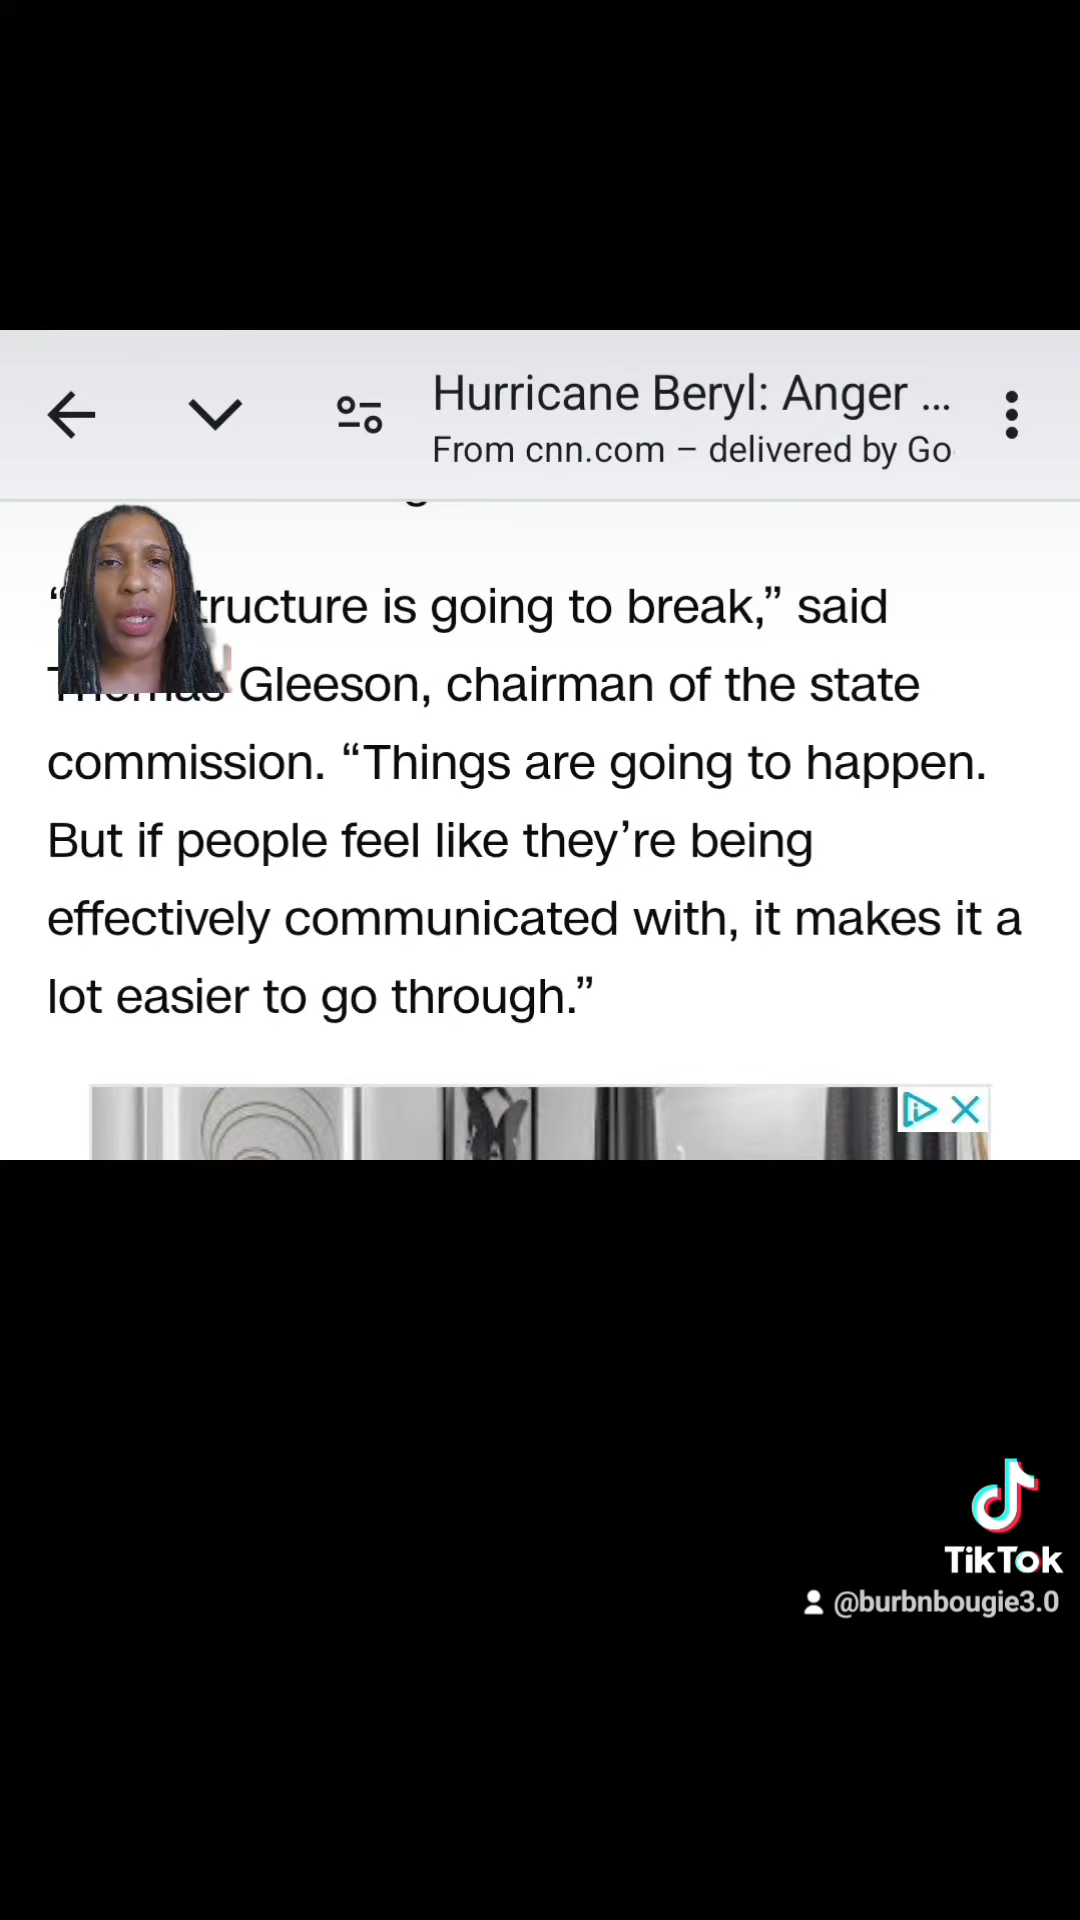 Hurricane Beryl: Anger ...
From cnn.com – delivered by Go
tructure is going to break,” said
Thomas Gleeson, chairman of the state
commission. “Things are going to happen.
But if people feel like they’re being
effectively communicated with, it makes it a
lot easier to go through.”
TikTok
@burbnbougie3.0